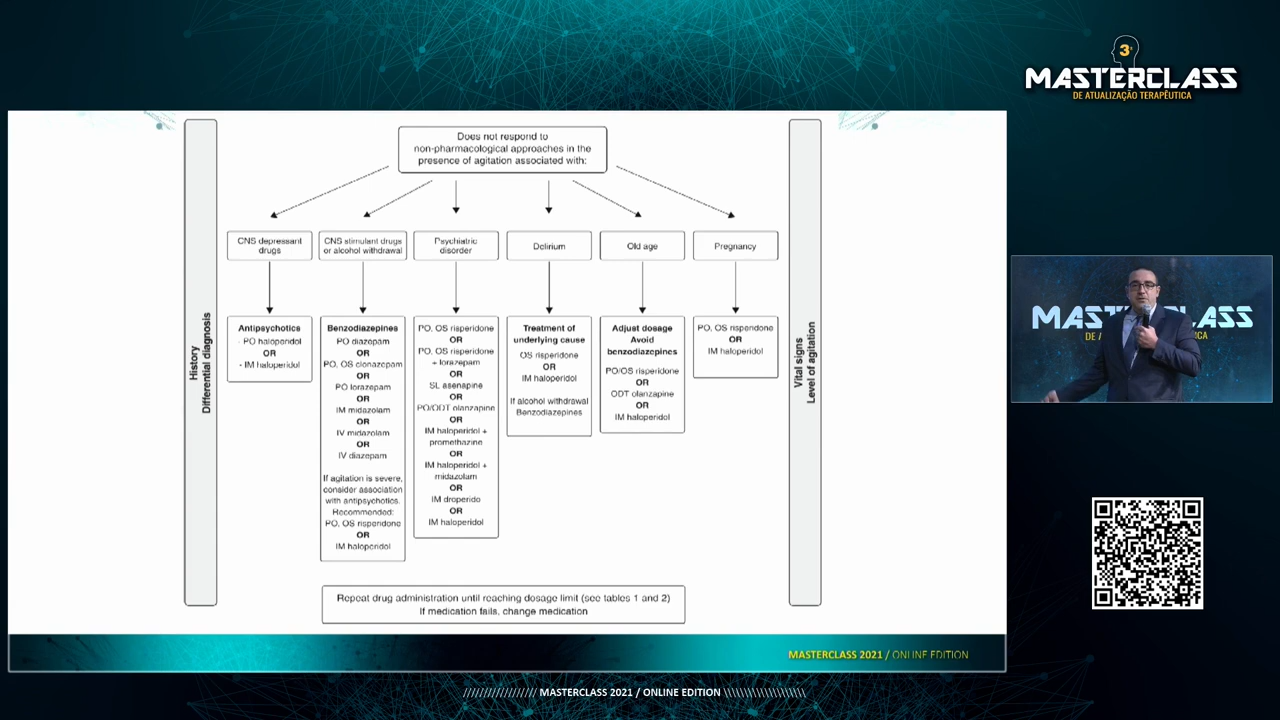 3ª
MASTERCLASS
DE ATUALIZAÇÃO TERAPÊUTICA
Does not respond to
non-pharmacological approaches in the
presence of agitation associated with:
CNS depressant
drugs
CNS stimulant drugs
or alcohol withdrawal
Psychiatric
disorder
Delirium
Old age
Pregnancy
History
Differential diagnosis
Antipsychotics
- PO haloperidol
OR
- IM haloperidol
Benzodiazepines
PO diazepam
OR
PO, OS clonazepam
OR
PO lorazepam
OR
IM midazolam
OR
IV midazolam
OR
IV diazepam
If agitation is severe,
consider association
with antipsychotics.
Recommended:
PO, OS risperidone
OR
IM haloperidol
PO, OS risperidone
OR
PO, OS risperidone
+ lorazepam
OR
SL asenapine
OR
PO/ODT olanzapine
OR
IM haloperidol +
promethazine
OR
IM haloperidol +
midazolam
OR
IM droperido
OR
IM haloperidol
Treatment of
underlying cause
OS risperidone
OR
IM haloperidol
If alcohol withdrawal
Benzodiazepines
Adjust dosage
Avoid
benzodiazepines
PO/OS risperidone
OR
ODT olanzapine
OR
IM haloperidol
PO, OS risperidone
OR
IM haloperidol
Vital signs
Level of agitation
Repeat drug administration until reaching dosage limit (see tables 1 and 2)
If medication fails, change medication
MASTERCLASS 2021 / ONLINE EDITION
////////////////// MASTERCLASS 2021 / ONLINE EDITION \\\\\\\\\\\\\\\\\\\\